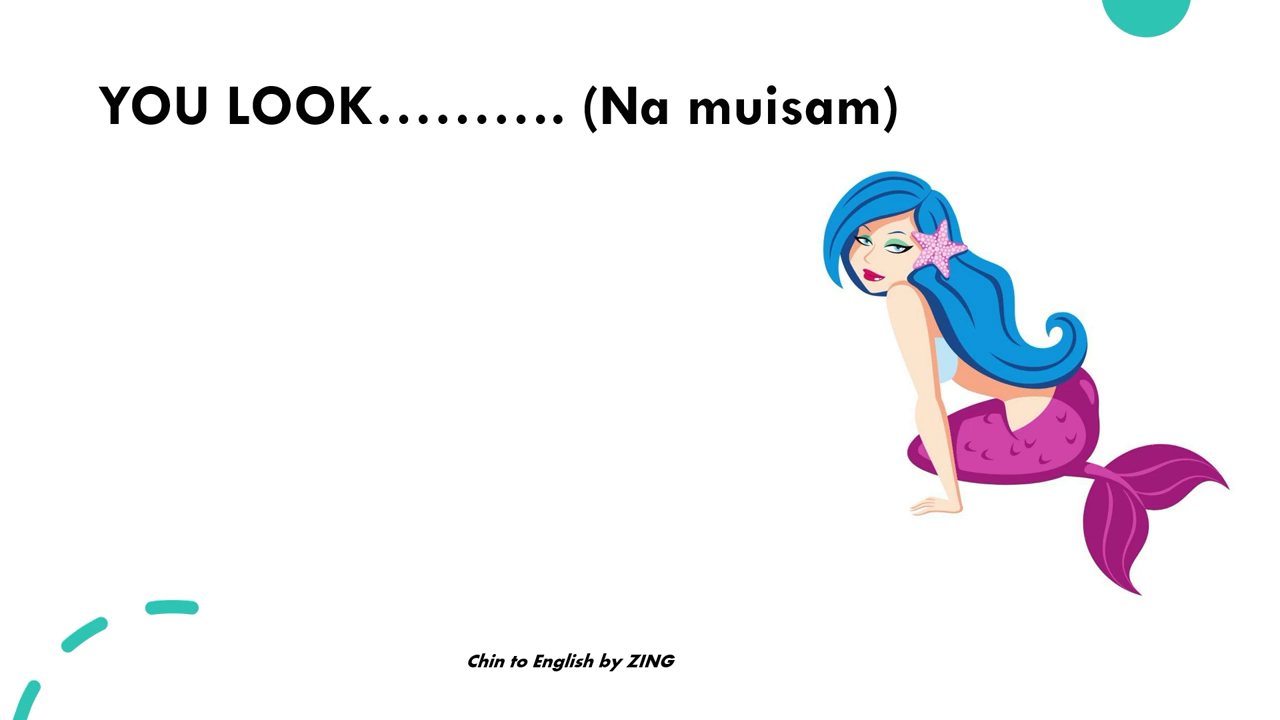 YOU LOOK.......... (Na muisam)
Chin to English by ZING